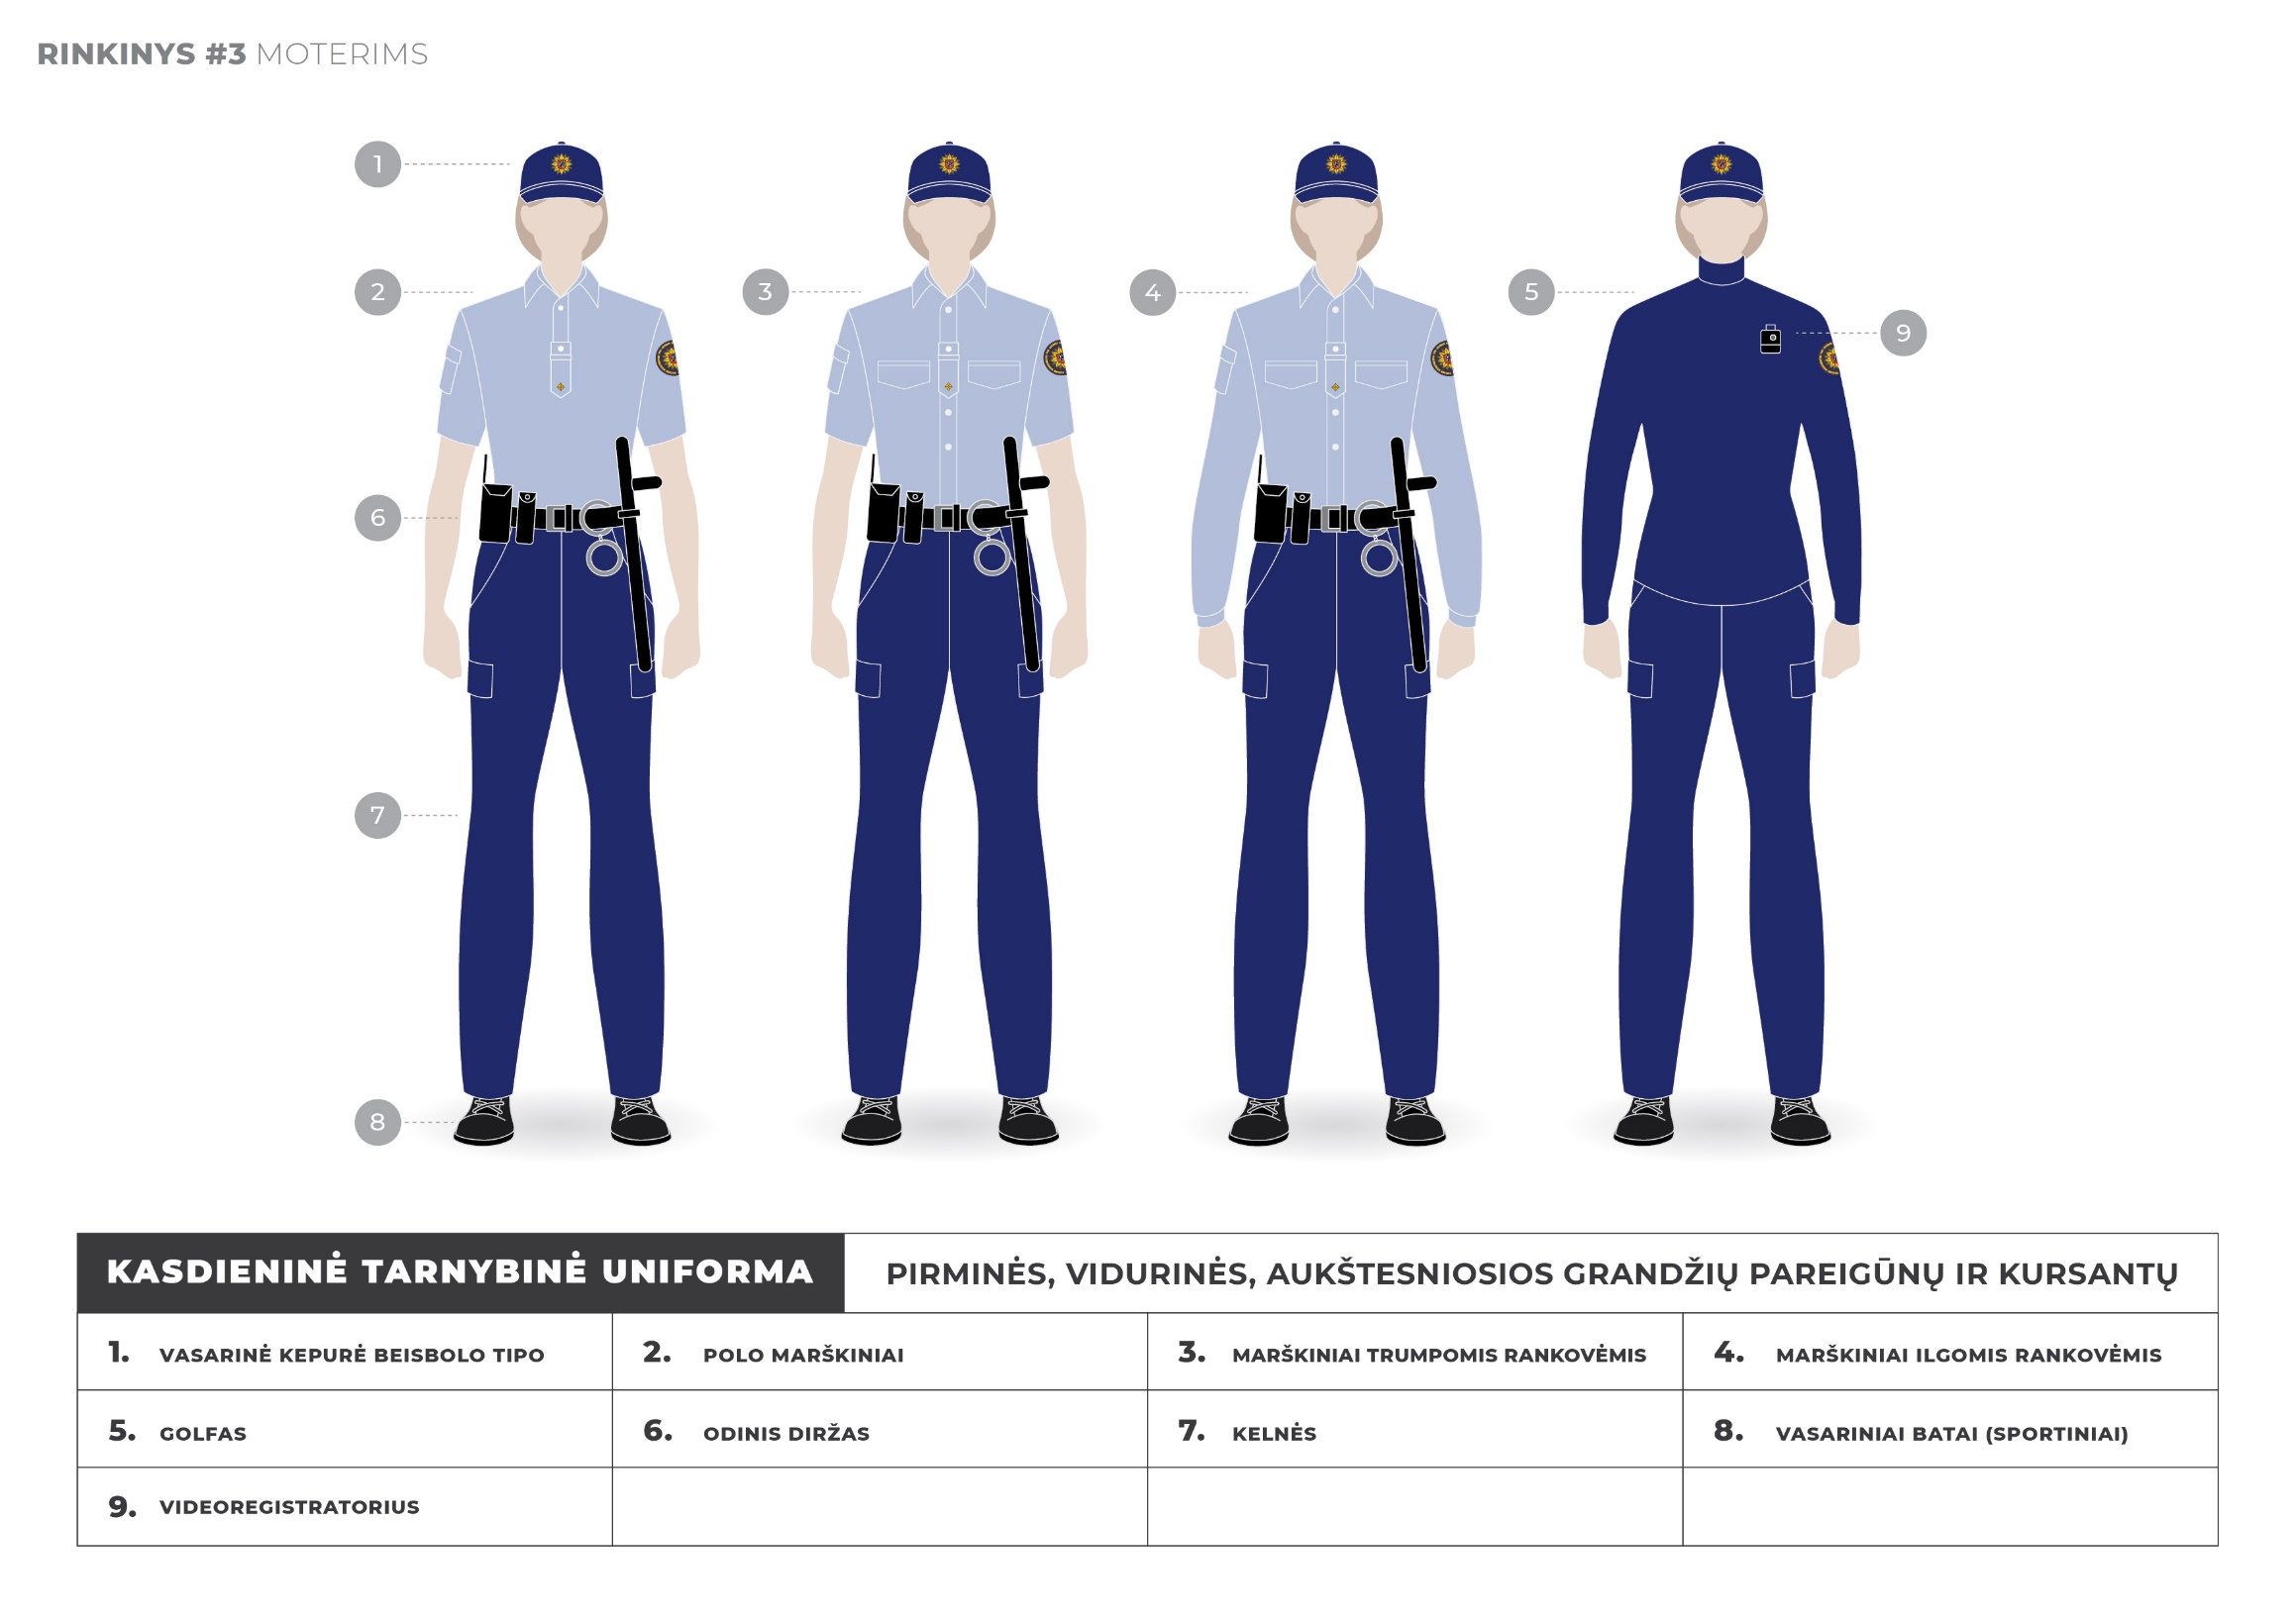 RINKINYS #3 MOTERIMS
1
2
3
4
5
9
6
7
8
KASDIENINĖ TARNYBINĖ UNIFORMA
PIRMINĖS, VIDURINĖS, AUKŠTESNIOSIOS GRANDŽIŲ PAREIGŪNŲ IR KURSANTŲ
1. VASARINĖ KEPURĖ BEISBOLO TIPO
2. POLO MARŠKINIAI
3. MARŠKINIAI TRUMPOMIS RANKOVĖMIS
4. MARŠKINIAI ILGOMIS RANKOVĖMIS
5. GOLFAS
6. ODINIS DIRŽAS
7. KELNĖS
8. VASARINIAI BATAI (SPORTINIAI)
9. VIDEOREGISTRATORIUS